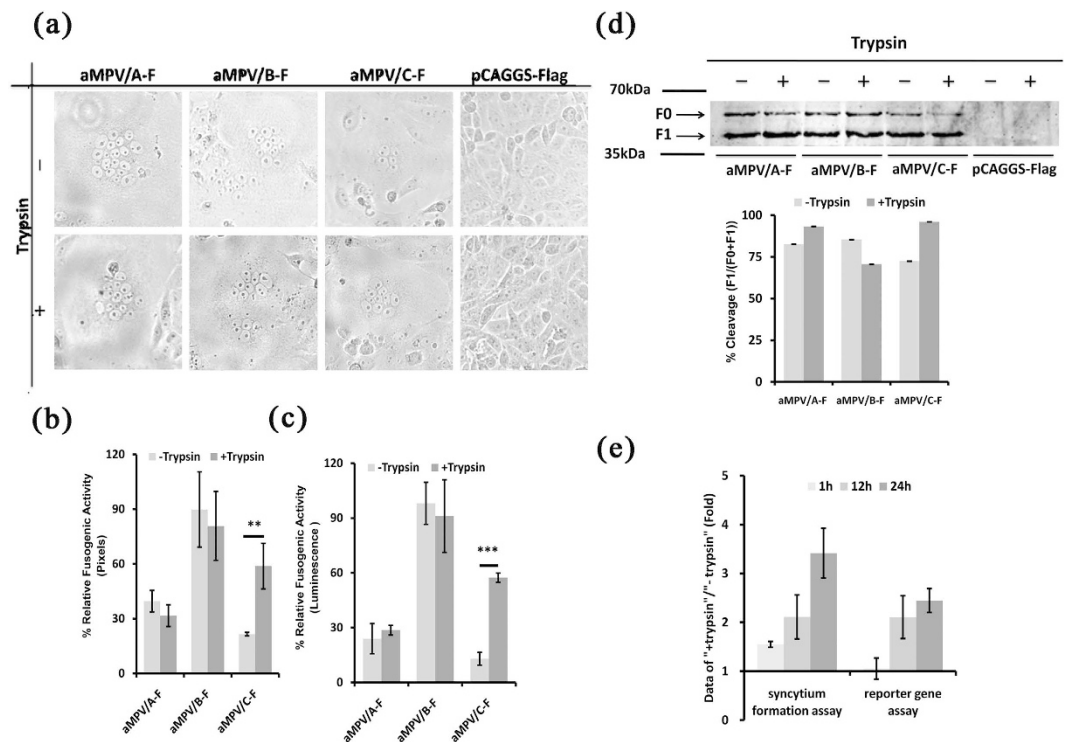 (a)
aMPV/A-F aMPV/B-F aMPV/C-F pCAGGS-Flag
Trypsin
−
+
(d)
Trypsin
− + − + − + − +
70kDa
F0
F1
35kDa
aMPV/A-F aMPV/B-F aMPV/C-F pCAGGS-Flag
-Trypsin +Trypsin
% Cleavage (F1/(F0+F1))
100
75
50
25
0
aMPV/A-F aMPV/B-F aMPV/C-F
(b)
-Trypsin +Trypsin
% Relative Fusogenic Activity
(Pixels)
120
90
60
30
0
**
aMPV/A-F aMPV/B-F aMPV/C-F
(c)
-Trypsin +Trypsin
% Relative Fusogenic Activity
(Luminescence )
120
90
60
30
0
***
aMPV/A-F aMPV/B-F aMPV/C-F
(e)
1h 12h 24h
Data of "+trypsin"/"- trypsin" (Fold)
5
4
3
2
1
0
syncytium
formation assay
reporter gene
assay